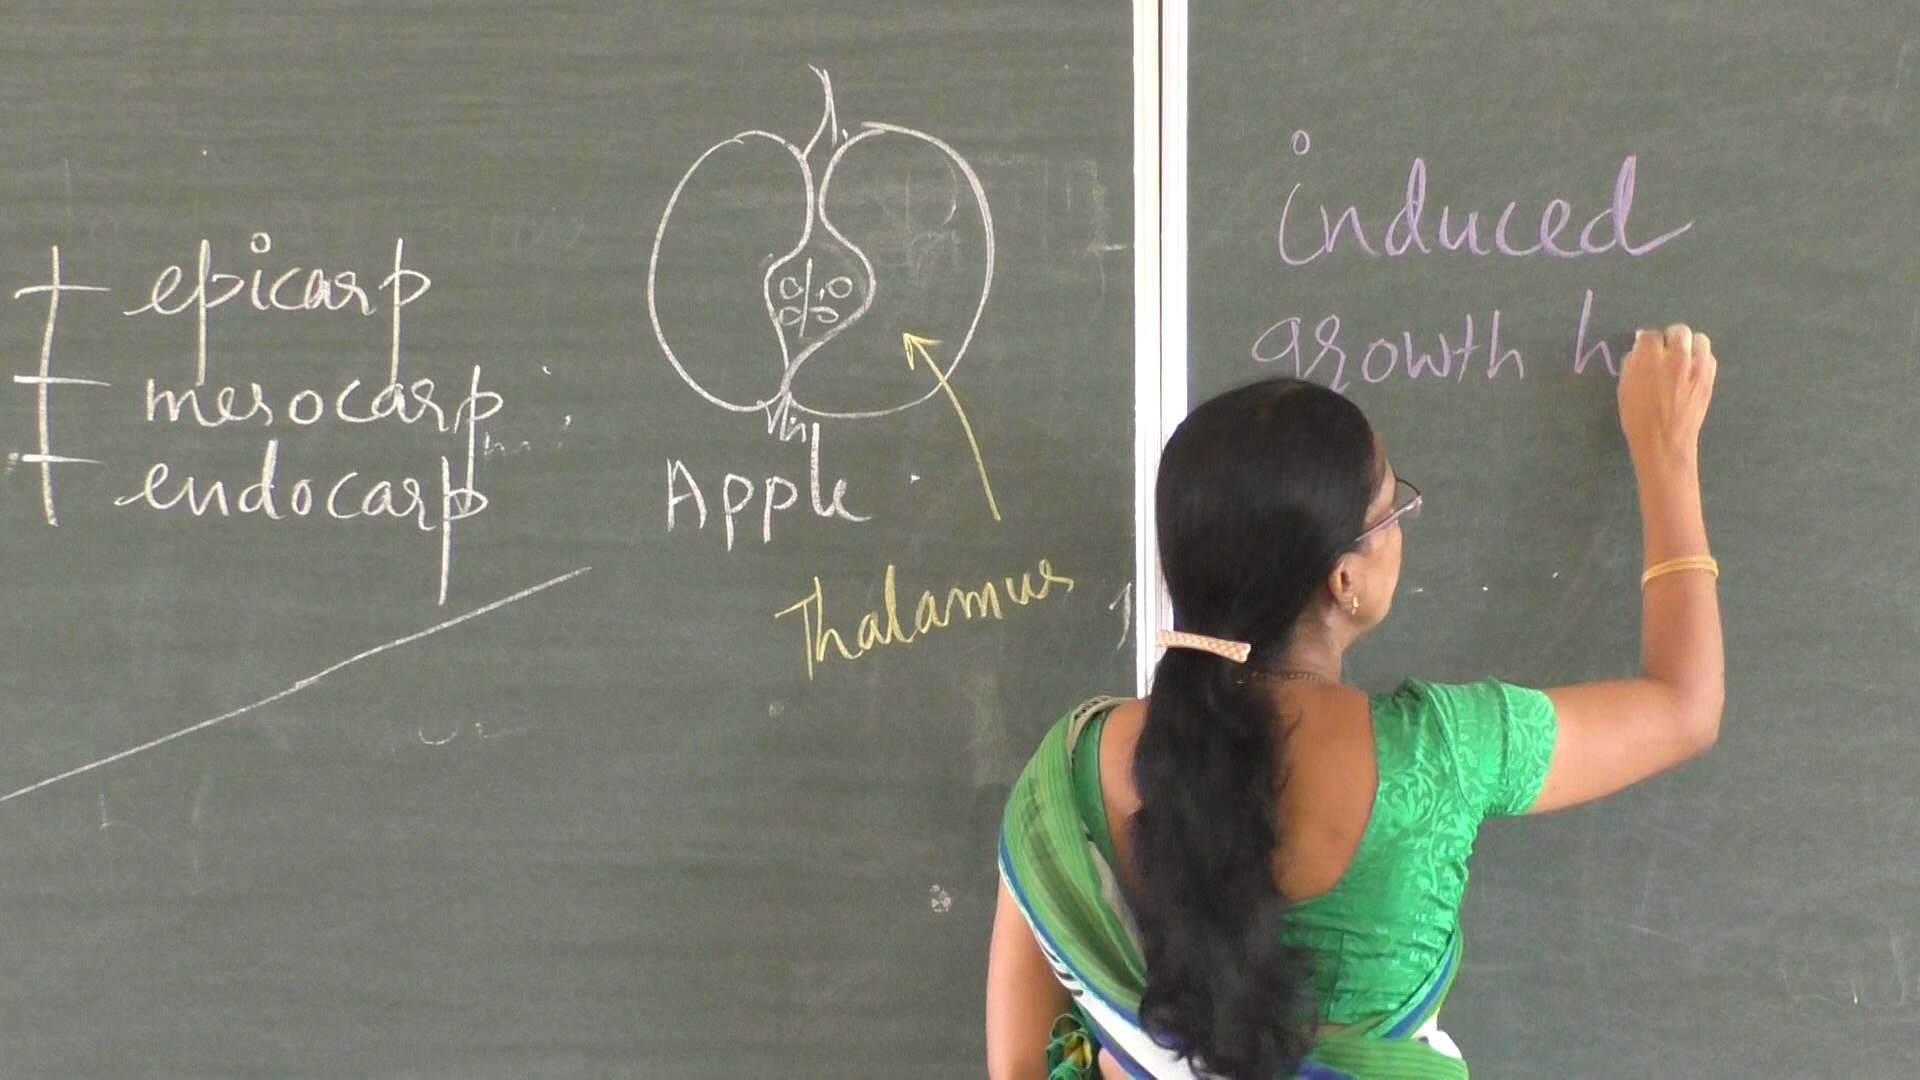 epicarp
mesocarp
endocarp
Apple
Thalamus
induced
growth h